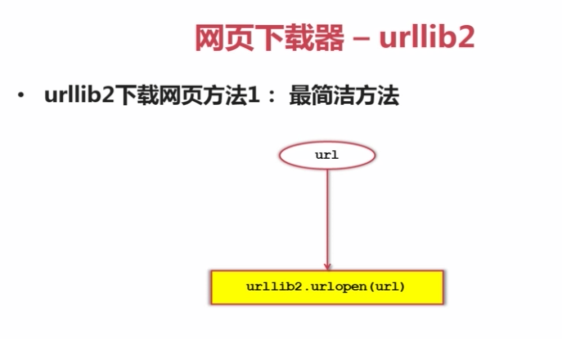 网页下载器 – urllib2
• urllib2下载网页方法1： 最简洁方法
url
urllib2.urlopen(url)